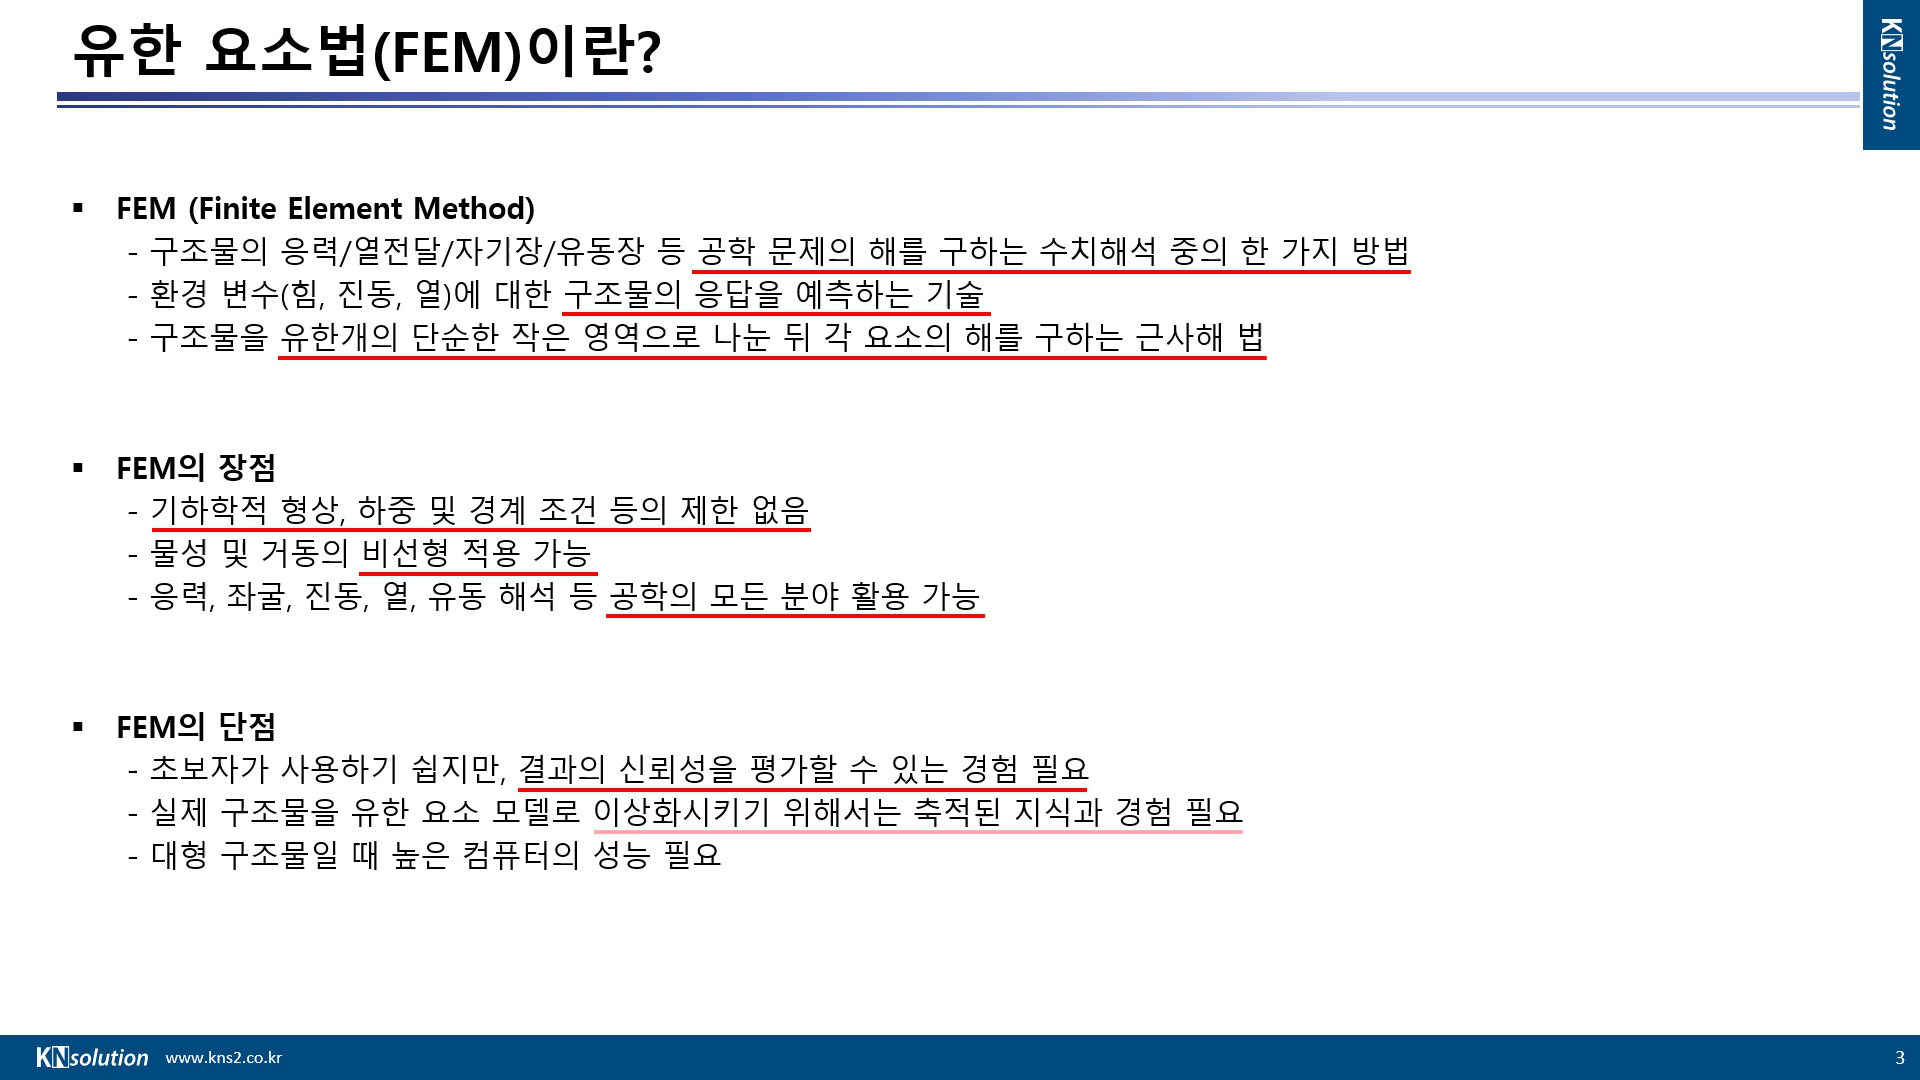 유한 요소법(FEM)이란?
KNsolution
▪ FEM (Finite Element Method)
- 구조물의 응력/열전달/자기장/유동장 등 공학 문제의 해를 구하는 수치해석 중의 한 가지 방법
- 환경 변수(힘, 진동, 열)에 대한 구조물의 응답을 예측하는 기술
- 구조물을 유한개의 단순한 작은 영역으로 나눈 뒤 각 요소의 해를 구하는 근사해 법
▪ FEM의 장점
- 기하학적 형상, 하중 및 경계 조건 등의 제한 없음
- 물성 및 거동의 비선형 적용 가능
- 응력, 좌굴, 진동, 열, 유동 해석 등 공학의 모든 분야 활용 가능
▪ FEM의 단점
- 초보자가 사용하기 쉽지만, 결과의 신뢰성을 평가할 수 있는 경험 필요
- 실제 구조물을 유한 요소 모델로 이상화시키기 위해서는 축적된 지식과 경험 필요
- 대형 구조물일 때 높은 컴퓨터의 성능 필요
KNsolution www.kns2.co.kr
3